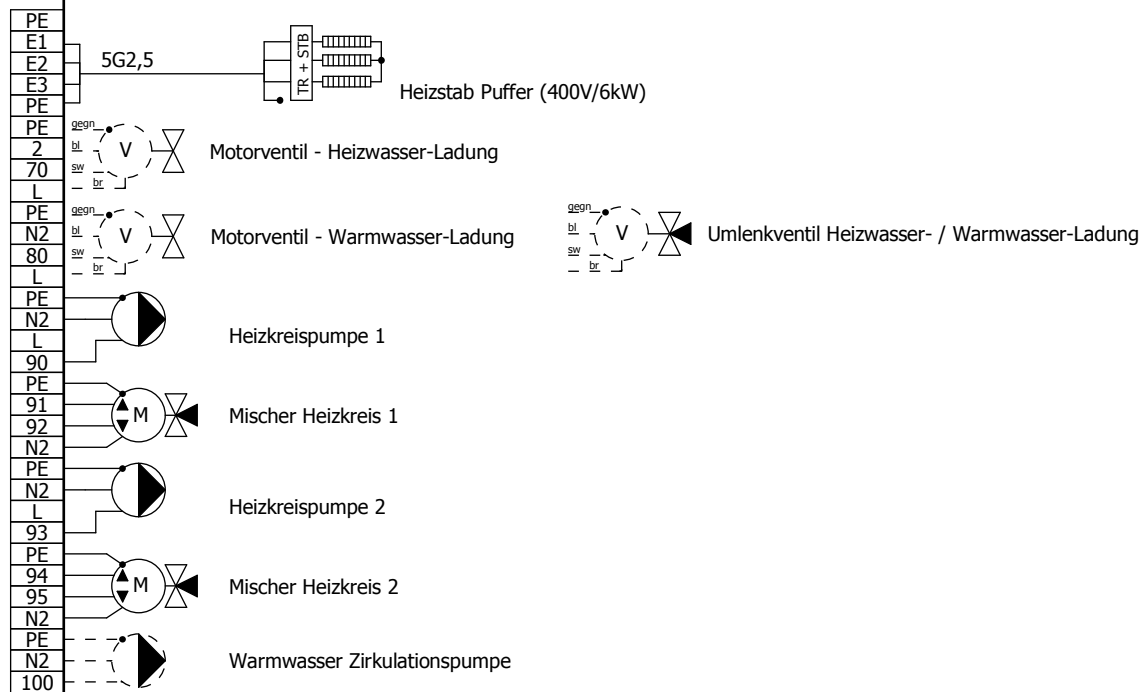 PE
E1
E2
E3
PE
5G2,5
TR + STB
Heizstab Puffer (400V/6kW)
PE
2
70
L
gegn
bl
sw
br
V
Motorventil - Heizwasser-Ladung
PE
N2
80
L
gegn
bl
sw
br
V
Motorventil - Warmwasser-Ladung
gegn
bl
sw
br
V
Umlenkventil Heizwasser- / Warmwasser-Ladung
PE
N2
L
90
Heizkreispumpe 1
PE
91
92
N2
M
Mischer Heizkreis 1
PE
N2
L
93
Heizkreispumpe 2
PE
94
95
N2
M
Mischer Heizkreis 2
PE
N2
100
Warmwasser Zirkulationspumpe